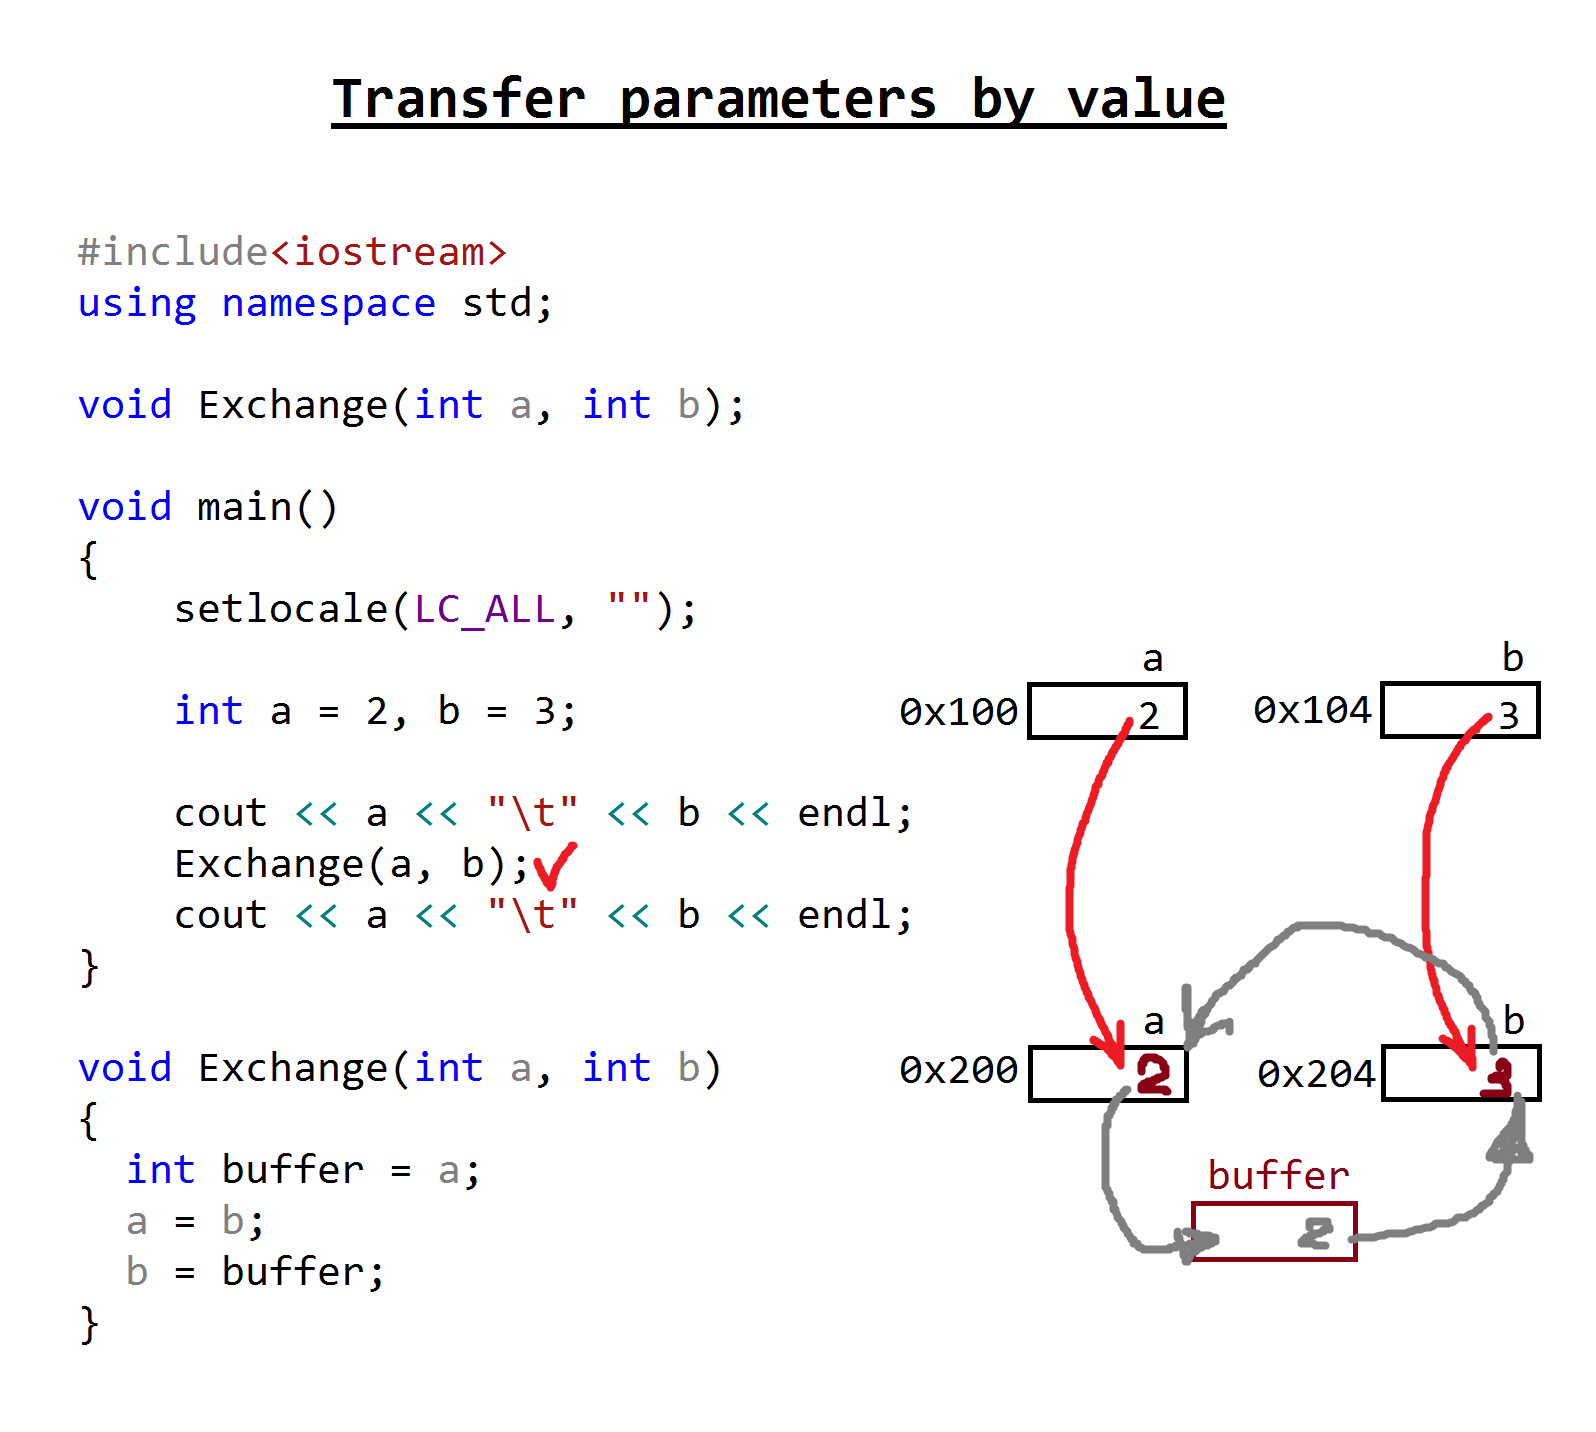 Transfer parameters by value
#include<iostream>
using namespace std;
void Exchange(int a, int b);
void main()
{
setlocale(LC_ALL, "");
int a = 2, b = 3;
cout << a << "\t" << b << endl;
Exchange(a, b);
cout << a << "\t" << b << endl;
}
void Exchange(int a, int b)
{
int buffer = a;
a = b;
b = buffer;
}
a b
0x100 2 0x104 3
a b
0x200 2 0x204
buffer
2